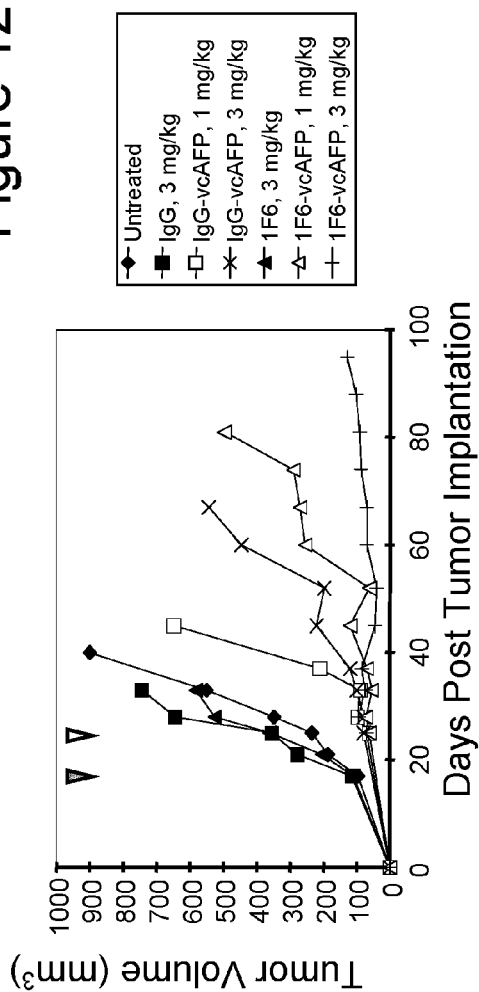 Figure 12
Untreated
IgG, 3 mg/kg
IgG-vcAFP, 1 mg/kg
IgG-vcAFP, 3 mg/kg
1F6, 3 mg/kg
1F6-vcAFP, 1 mg/kg
1F6-vcAFP, 3 mg/kg
Tumor Volume (mm³)
1000
900
800
700
600
500
400
300
200
100
0
0
20
40
60
80
100
Days Post Tumor Implantation